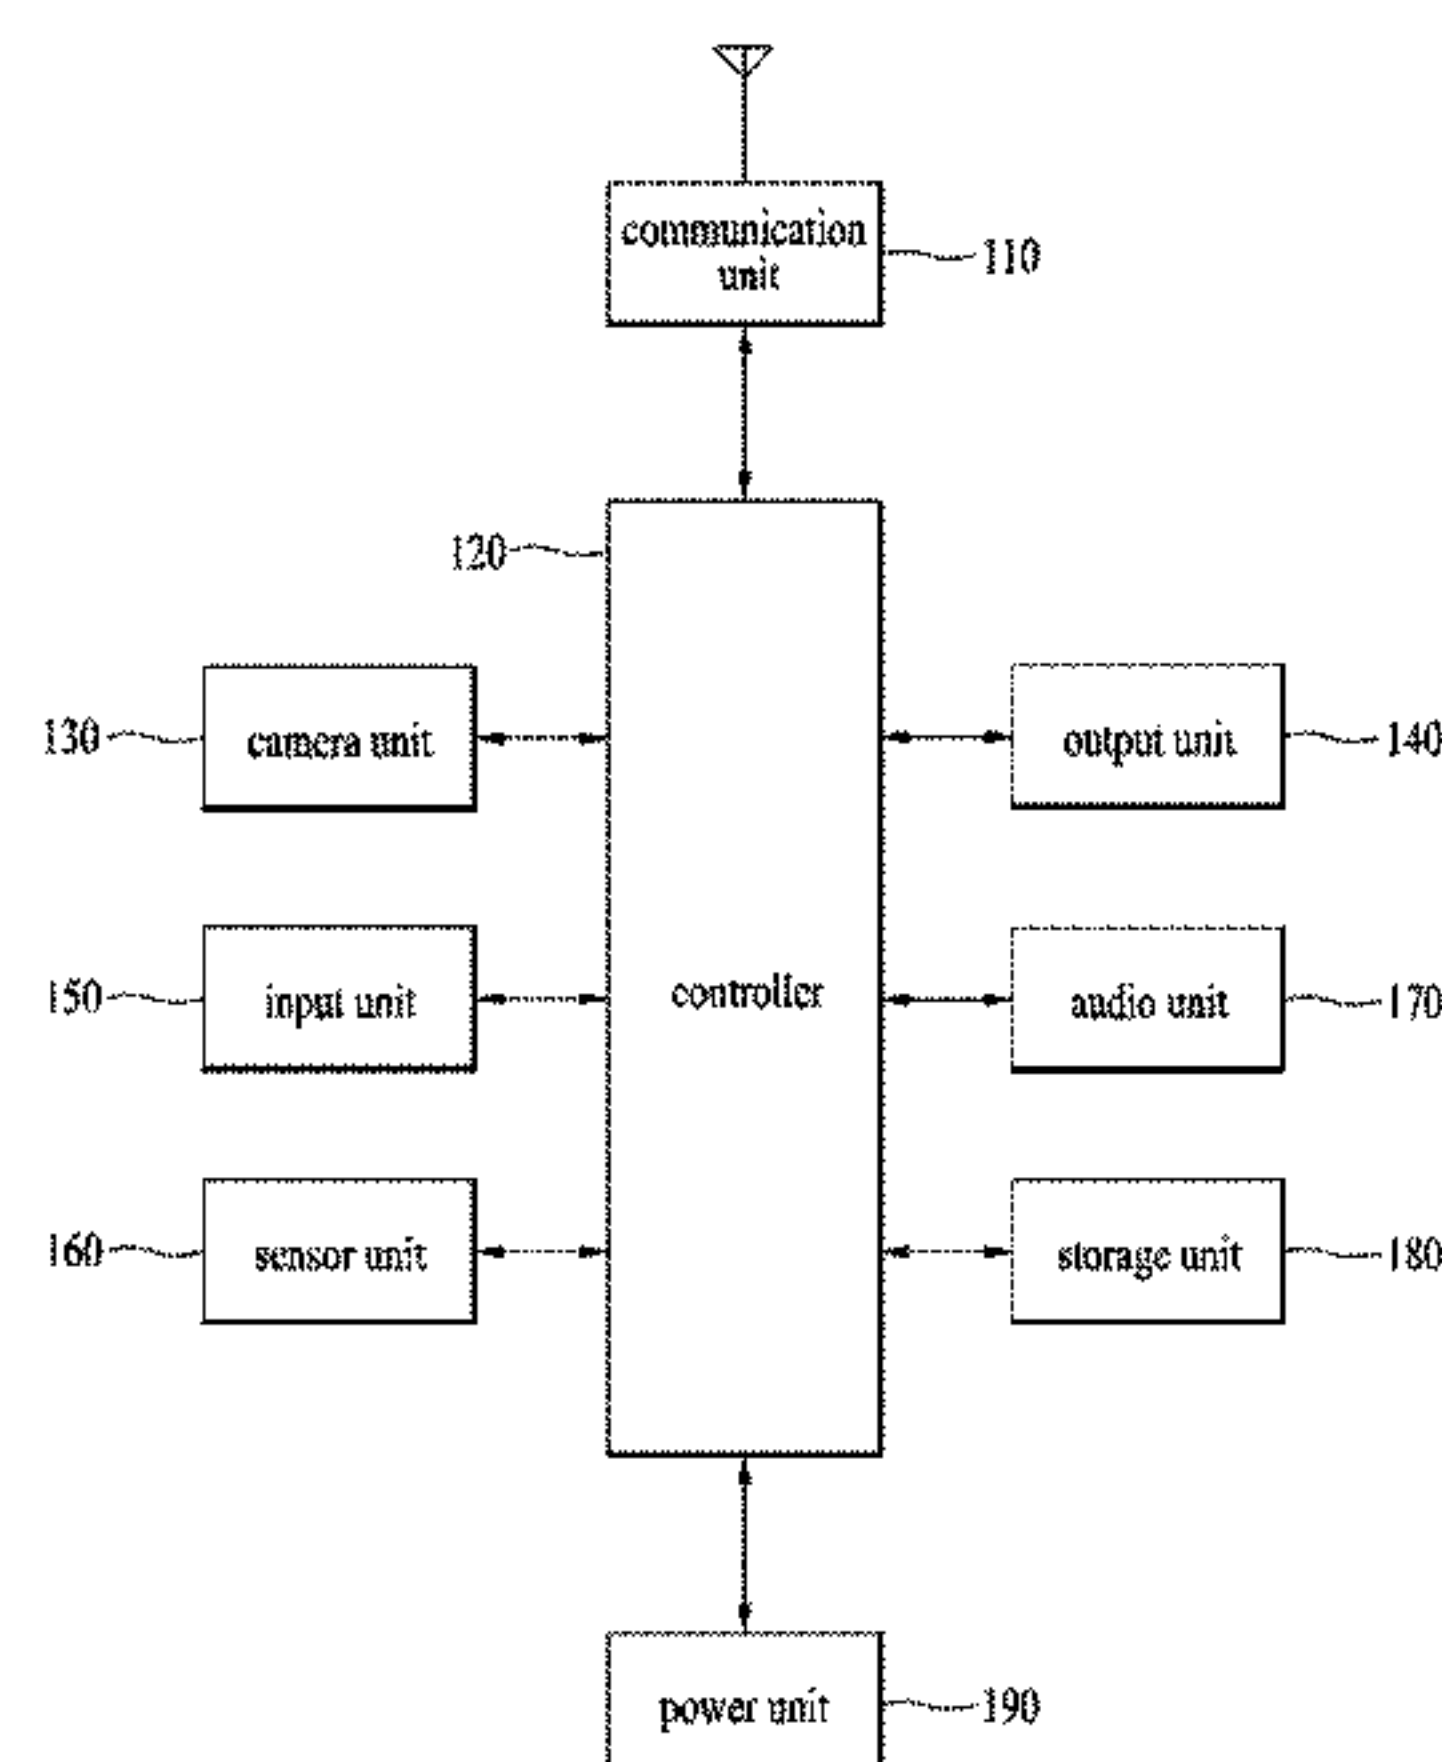 communication
unit
110
120
130
camera unit
output unit
140
150
input unit
controller
audio unit
170
160
sensor unit
storage unit
180
power unit
190